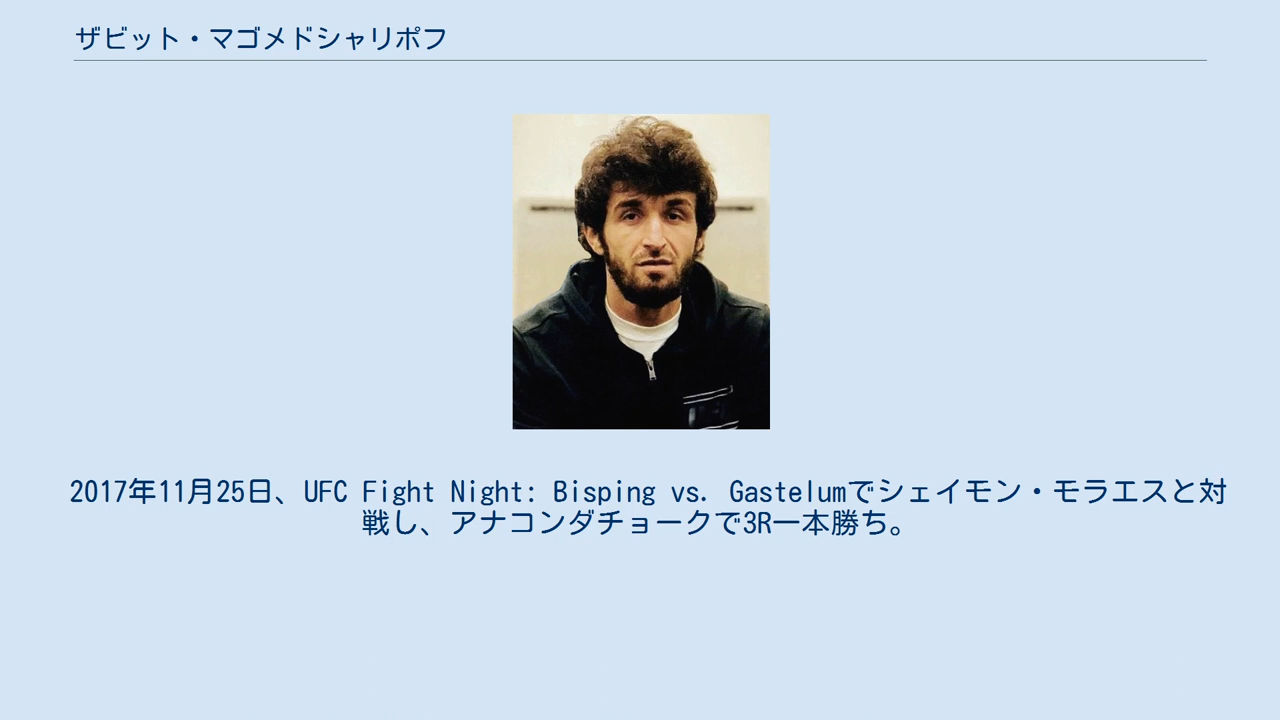 ザビット・マゴメドシャリポフ
2017年11月25日、UFC Fight Night: Bisping vs. Gastelumでシェイモン・モラエスと対
戦し、アナコンダチョークで3R一本勝ち。